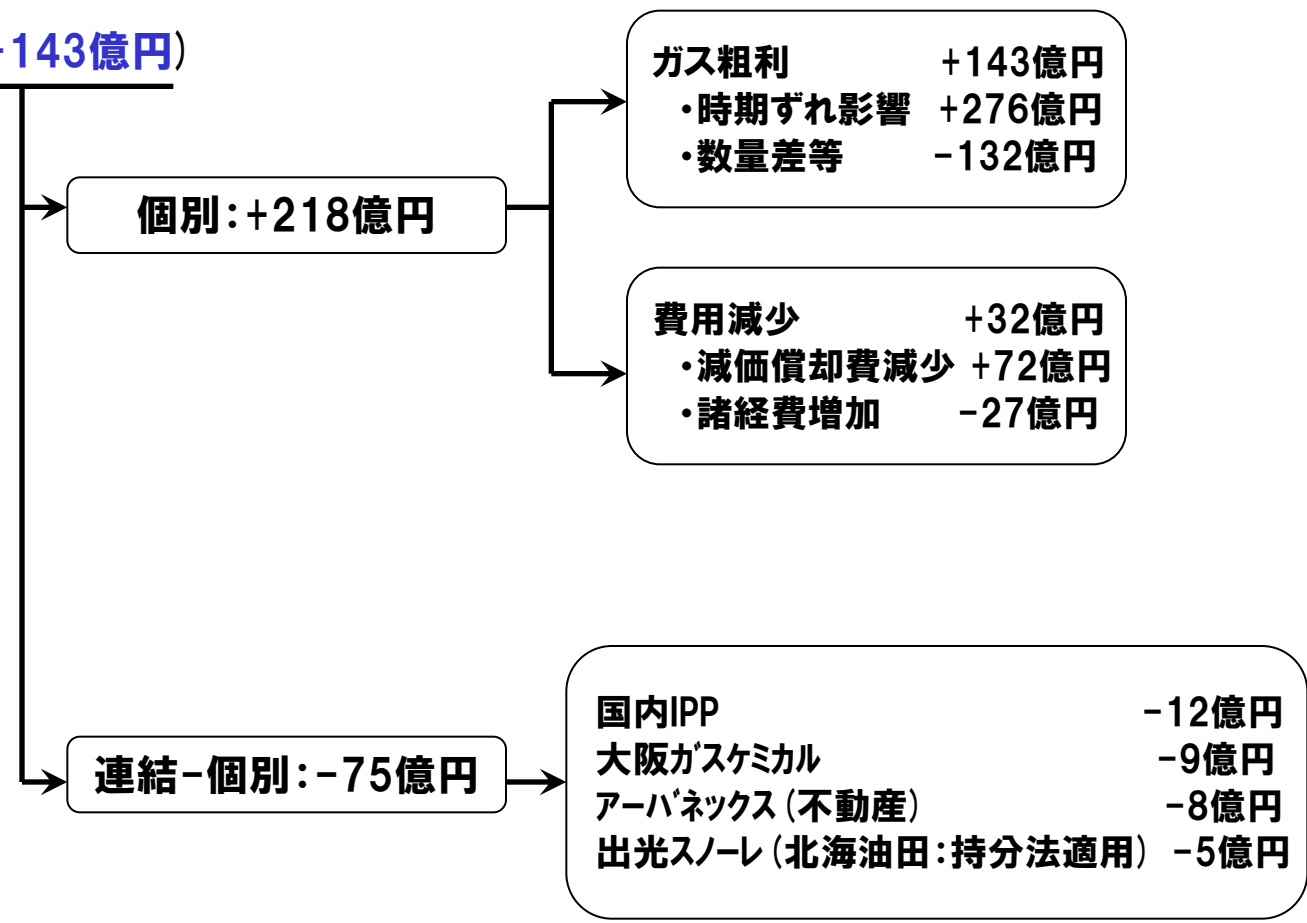 143億円)
ガス粗利 +143億円
・時期ずれ影響 +276億円
・数量差等 -132億円
個別:+218億円
費用減少 +32億円
・減価償却費減少 +72億円
・諸経費増加 -27億円
連結-個別:-75億円
国内IPP -12億円
大阪ガスケミカル -9億円
アーバネックス(不動産) -8億円
出光スノーレ(北海油田:持分法適用) -5億円